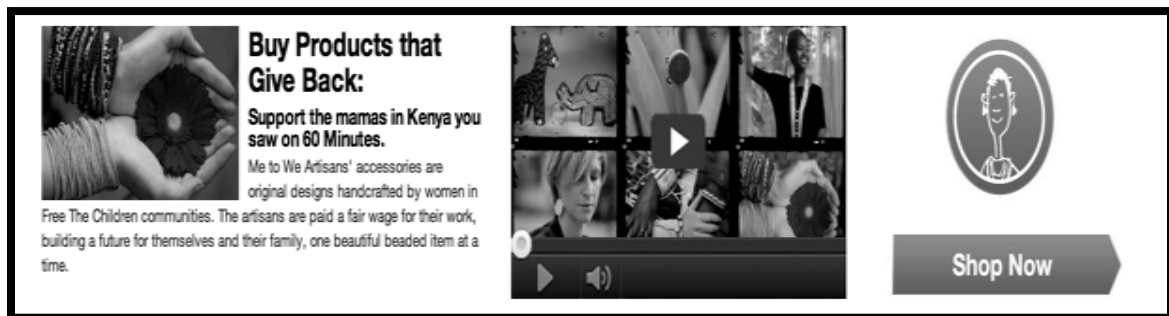 Buy Products that
Give Back:
Support the mamas in Kenya you
saw on 60 Minutes.
Me to We Artisans' accessories are
original designs handcrafted by women in
Free The Children communities. The artisans are paid a fair wage for their work,
building a future for themselves and their family, one beautiful beaded item at a
time.
Shop Now